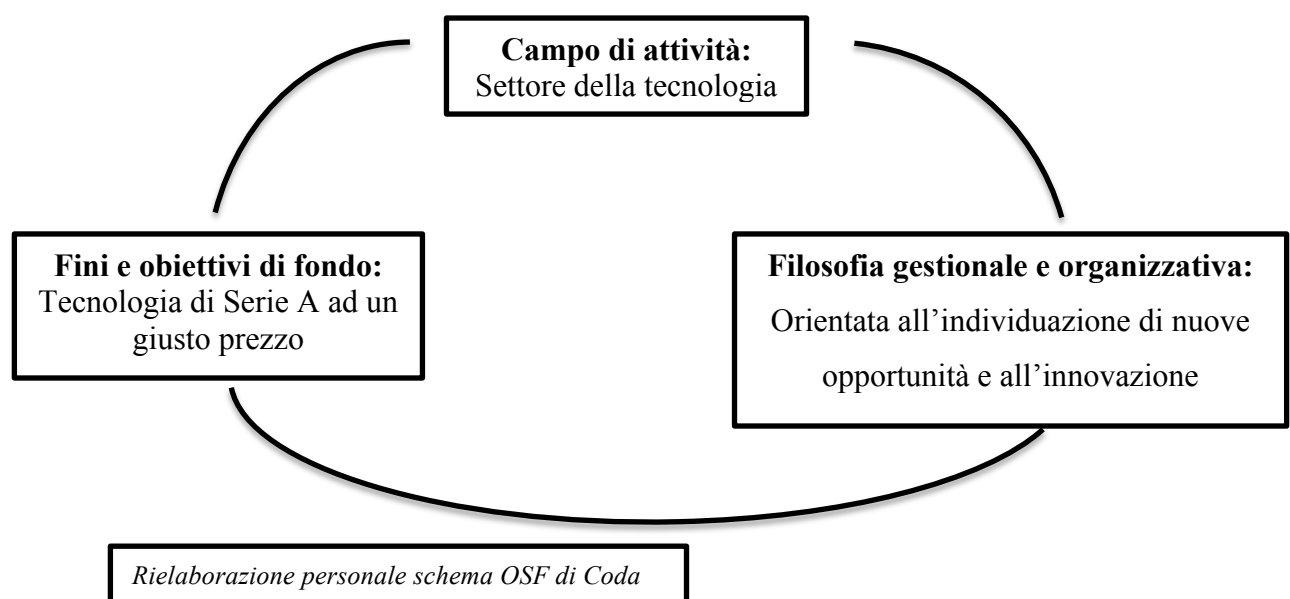 Campo di attività:
Settore della tecnologia
Fini e obiettivi di fondo:
Tecnologia di Serie A ad un
giusto prezzo
Filosofia gestionale e organizzativa:
Orientata all’individuazione di nuove
opportunità e all’innovazione
Rielaborazione personale schema OSF di Coda